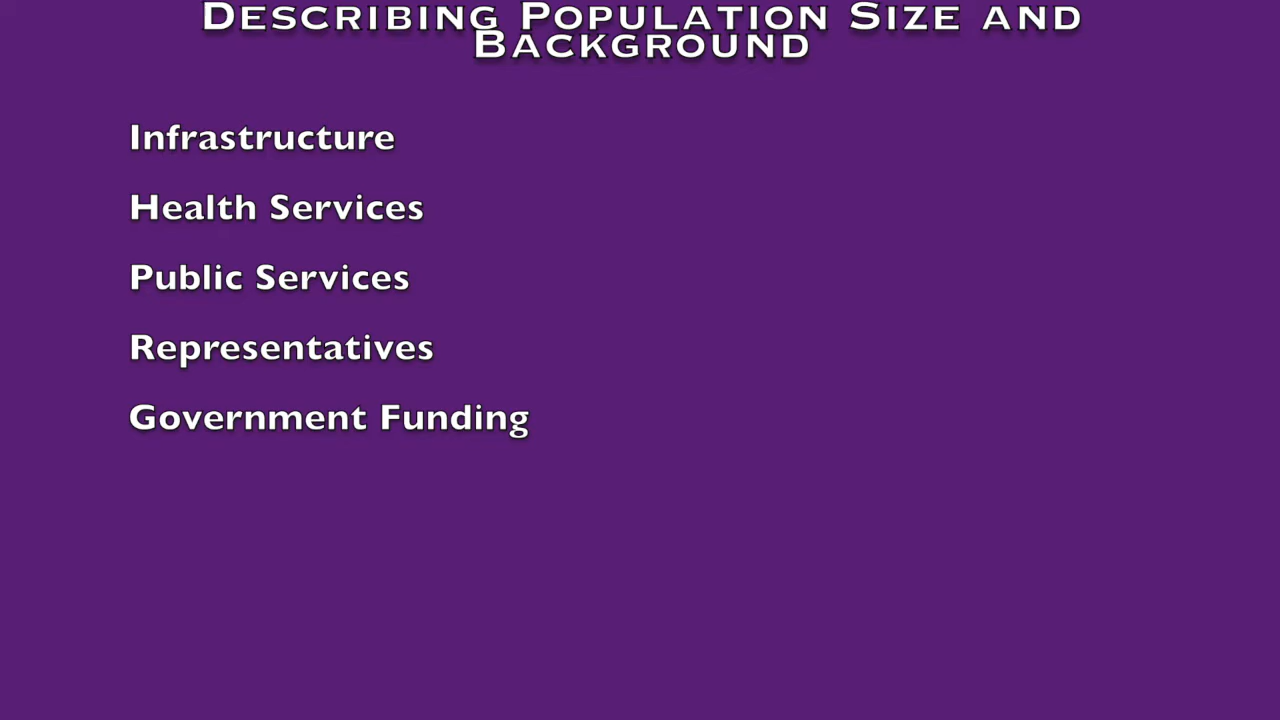 Describing Population Size and
Background
Infrastructure
Health Services
Public Services
Representatives
Government Funding